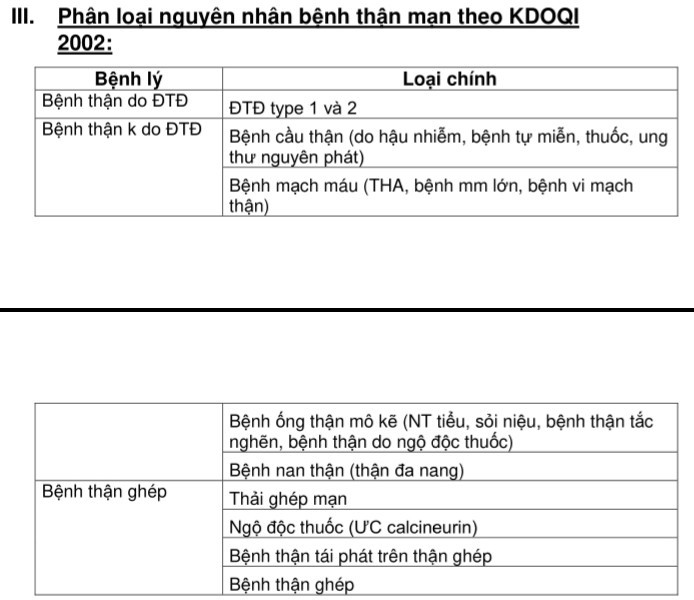 III. Phân loại nguyên nhân bệnh thận mạn theo KDOQI
2002:
Bệnh lý Loại chính
Bệnh thận do ĐTĐ ĐTĐ type 1 và 2
Bệnh thận k do ĐTĐ Bệnh cầu thận (do hậu nhiễm, bệnh tự miễn, thuốc, ung
thư nguyên phát)
Bệnh mạch máu (THA, bệnh mm lớn, bệnh vi mạch
thận)
Bệnh ống thận mô kẽ (NT tiểu, sỏi niệu, bệnh thận tắc
nghẽn, bệnh thận do ngộ độc thuốc)
Bệnh nan thận (thận đa nang)
Bệnh thận ghép Thải ghép mạn
Ngộ độc thuốc (ƯC calcineurin)
Bệnh thận tái phát trên thận ghép
Bệnh thận ghép